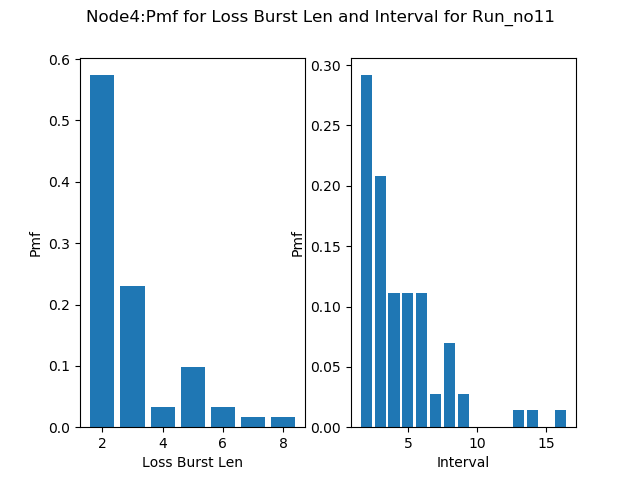 Node4:Pmf for Loss Burst Len and Interval for Run_no11
Pmf
0.6
0.5
0.4
0.3
0.2
0.1
0.0
2 4 6 8
Loss Burst Len
Pmf
0.30
0.25
0.20
0.15
0.10
0.05
0.00
5 10 15
Interval